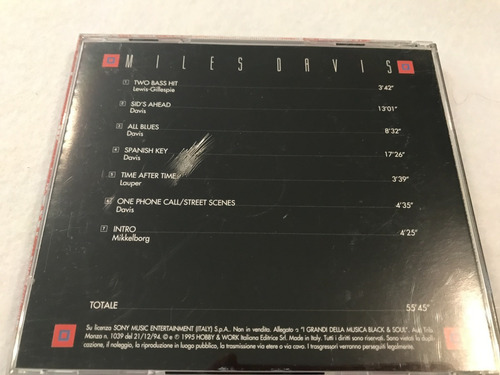 MILES DAVIS
1 TWO BASS HIT 3'42"
Lewis-Gillespie
2 SID'S AHEAD 13'01"
Davis
3 ALL BLUES 8'32"
Davis
4 SPANISH KEY 17'26"
Davis
5 TIME AFTER TIME 3'39"
Lauper
6 ONE PHONE CALL/STREET SCENES 4'35"
Davis
7 INTRO 4'25"
Mikkelborg
TOTALE 55'45"
Su licenza SONY MUSIC ENTERTAINMENT (ITALY) S.p.A. Non in vendita. Allegato a "I GRANDI DELLA MUSICA BLACK & SOUL". Aut. Trib.
Monza n. 1039 del 21/12/94. © e ℗ 1995 HOBBY & WORK Italiana Editrice Srl. Made in Italy. Tutti i diritti sono riservati. Sono vietati la dupli-
cazione, il noleggio, la riproduzione in luogo pubblico, la trasmissione via etere o via cavo. I trasgressori verranno perseguiti legalmente.